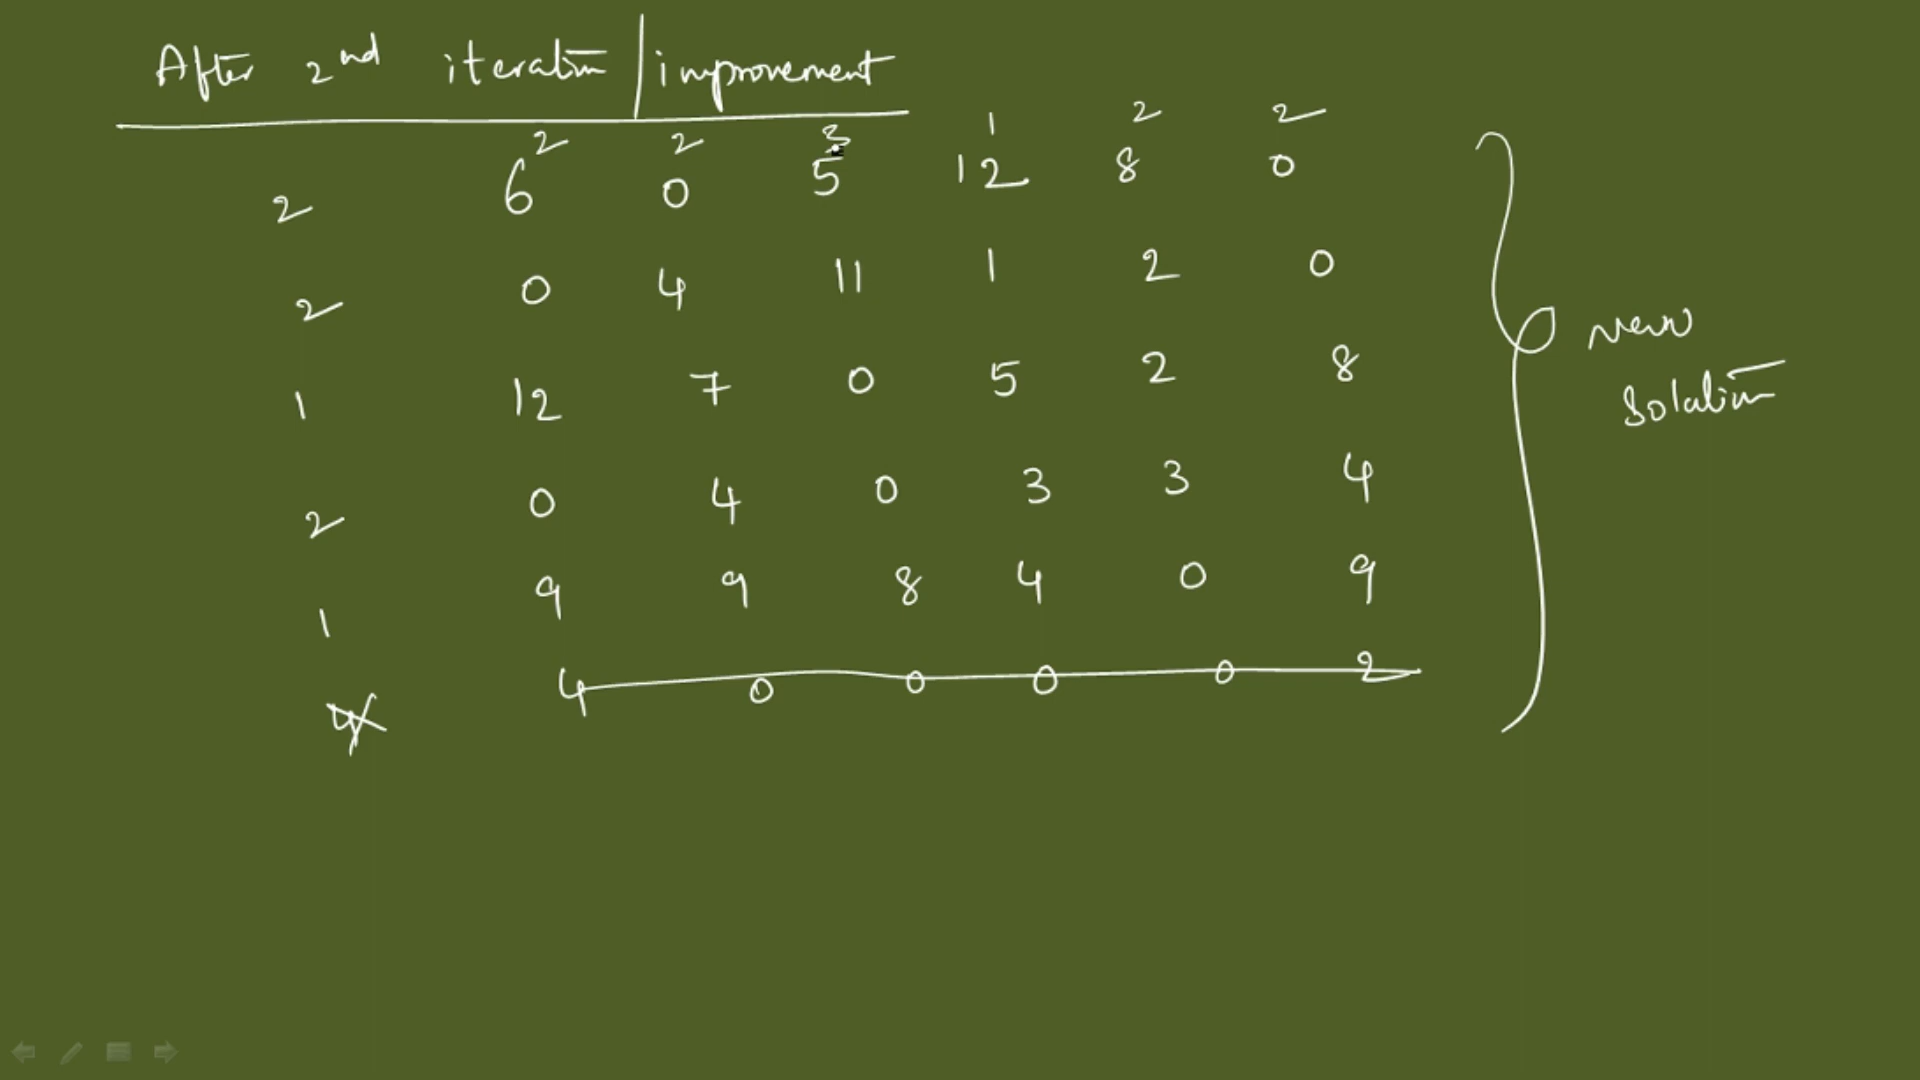 After 2nd iteration | improvement
2 2 3 1 2 2
2 6 0 5 12 8 0
2 0 4 11 1 2 0
1 12 7 0 5 2 8
new
solution
2 0 4 0 3 3 4
1 9 9 8 4 0 9
4 4 0 0 0 0 2